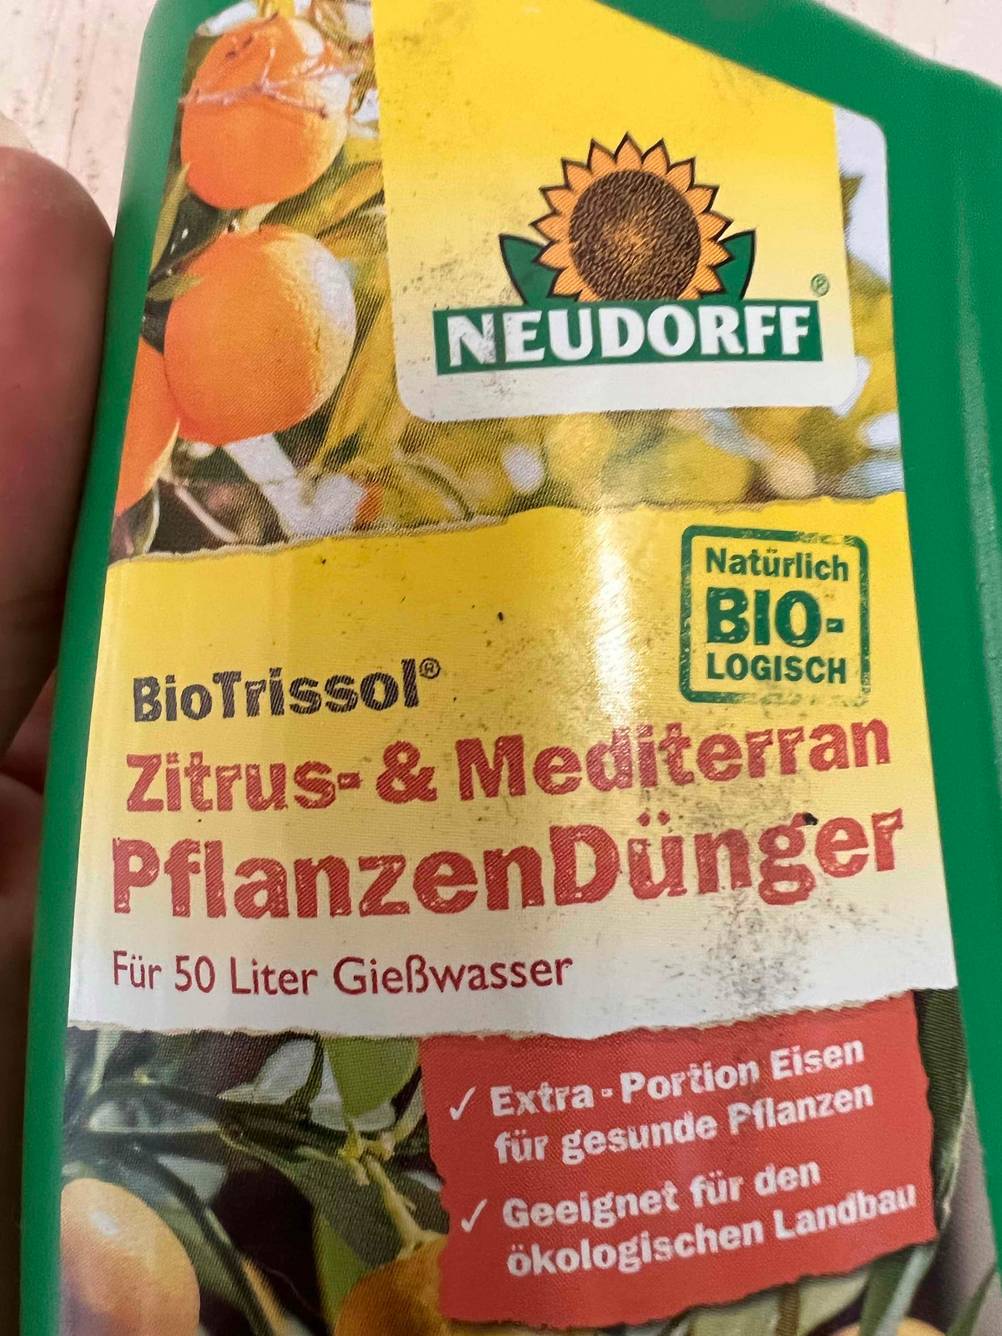 NEUDORFF®
Natürlich
BIO-
LOGISCH
BioTrissol®
Zitrus- & Mediterran
PflanzenDünger
Für 50 Liter Gießwasser
✓ Extra-Portion Eisen
für gesunde Pflanzen
✓ Geeignet für den
ökologischen Landbau